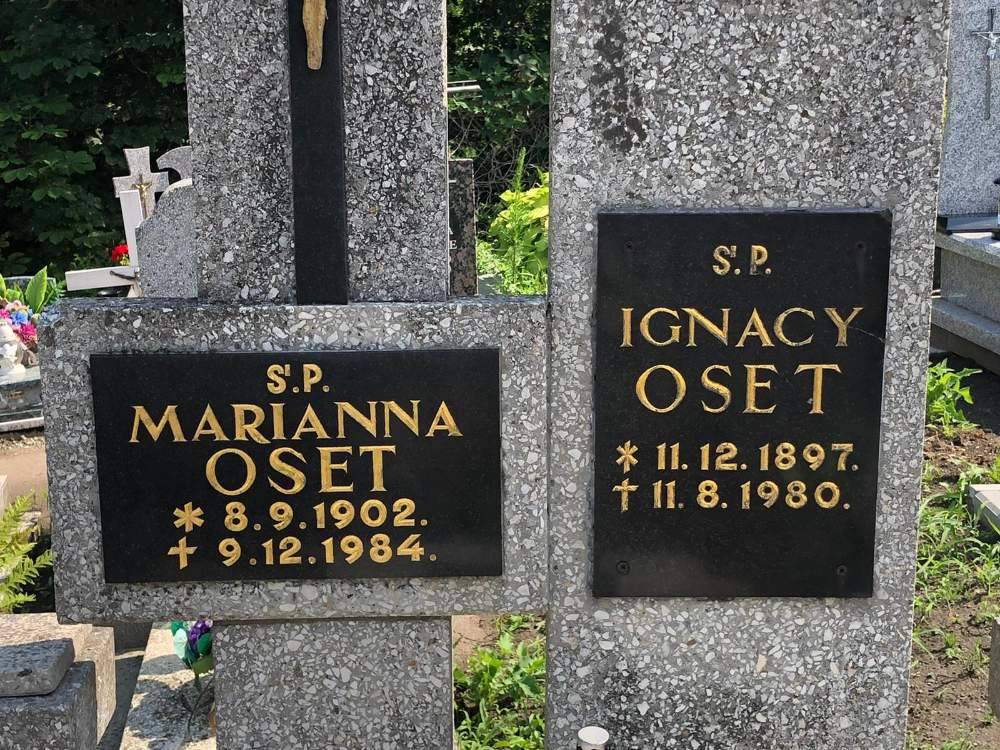 Ś.P.
MARIANNA
OSET
* 8.9.1902.
† 9.12.1984.
Ś.P.
IGNACY
OSET
* 11.12.1897.
† 11.8.1980.